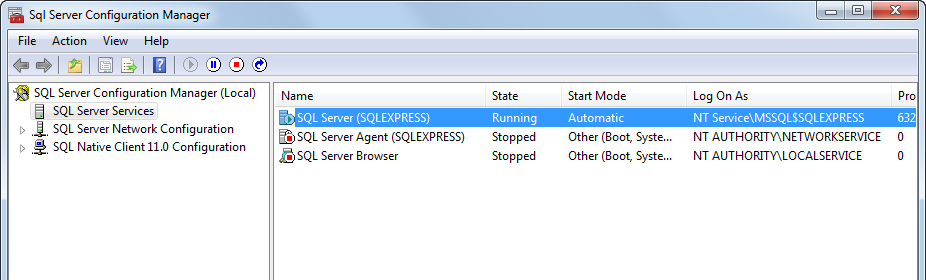 Sql Server Configuration Manager
File Action View Help
SQL Server Configuration Manager (Local)
SQL Server Services
SQL Server Network Configuration
SQL Native Client 11.0 Configuration
Name State Start Mode Log On As Pro
SQL Server (SQLEXPRESS) Running Automatic NT Service\MSSQL$SQLEXPRESS 632
SQL Server Agent (SQLEXPRESS) Stopped Other (Boot, Syste... NT AUTHORITY\NETWORKSERVICE 0
SQL Server Browser Stopped Other (Boot, Syste... NT AUTHORITY\LOCALSERVICE 0